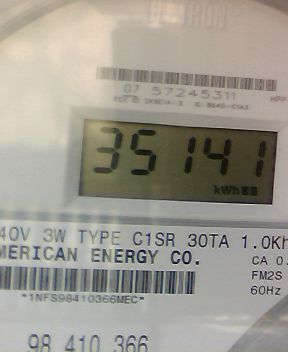 CENTRON
07 57245311
35141
kWh
40V 3W TYPE C1SR 30TA 1.0Kh
MERICAN ENERGY CO.
CA 0.
FM2S
*1NFS98410366MEC*
60Hz
98 410 366